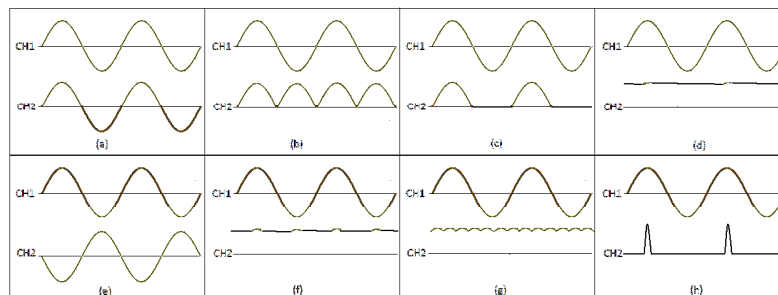 CH1 CH1 CH1 CH1
CH2 CH2 CH2 CH2
(a) (b) (c) (d)
CH1 CH1 CH1 CH1
CH2 CH2 CH2 CH2
(e) (f) (g) (h)